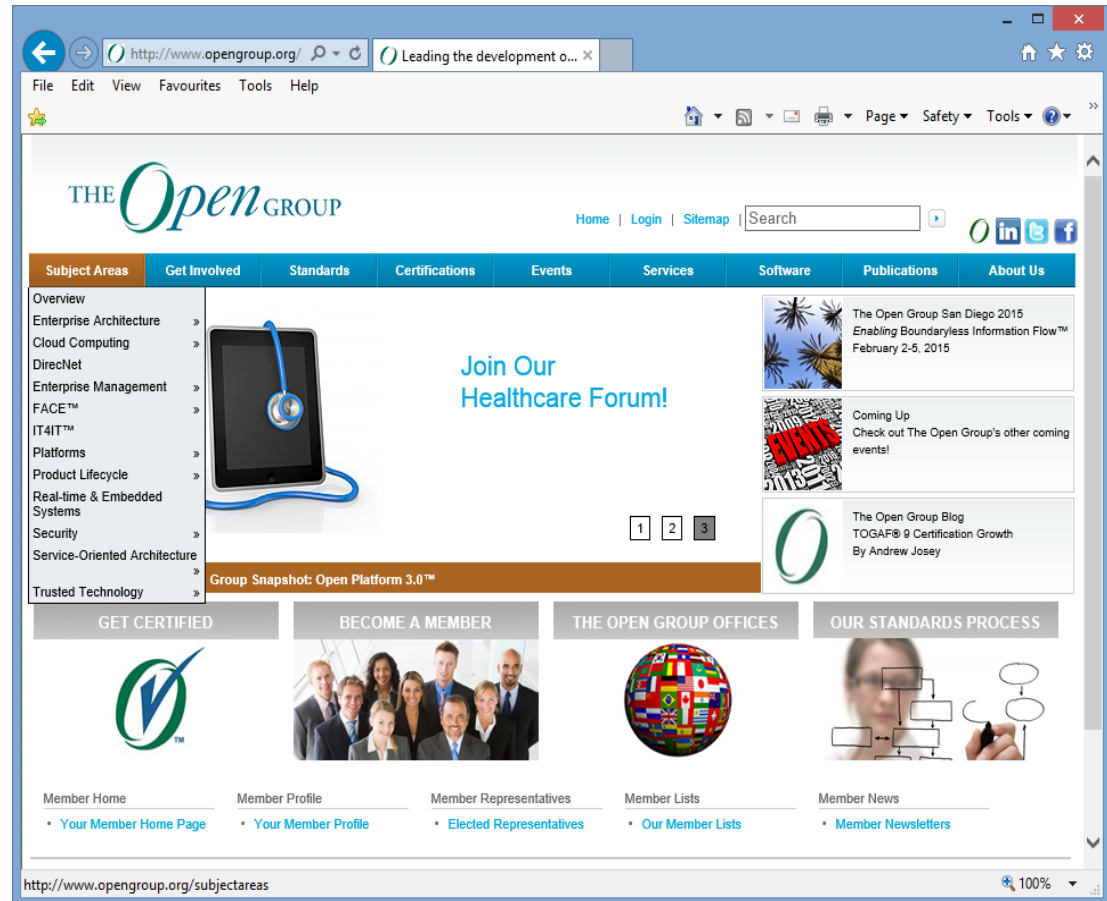 http://www.opengroup.org/
Leading the development o...
File Edit View Favourites Tools Help
Page Safety Tools
THE Open GROUP
Home | Login | Sitemap | Search
in
f
Subject Areas Get Involved Standards Certifications Events Services Software Publications About Us
Overview
Enterprise Architecture »
Cloud Computing »
DirecNet
Enterprise Management »
FACE™ »
IT4IT™
Platforms »
Product Lifecycle »
Real-time & Embedded
Systems
Security »
Service-Oriented Architecture
»
Trusted Technology »
Join Our
Healthcare Forum!
1 2 3
Group Snapshot: Open Platform 3.0™
The Open Group San Diego 2015
Enabling Boundaryless Information Flow™
February 2-5, 2015
EVENTS
Coming Up
Check out The Open Group's other coming
events!
The Open Group Blog
TOGAF® 9 Certification Growth
By Andrew Josey
GET CERTIFIED
BECOME A MEMBER
THE OPEN GROUP OFFICES
OUR STANDARDS PROCESS
TM
Member Home Member Profile Member Representatives Member Lists Member News
• Your Member Home Page • Your Member Profile • Elected Representatives • Our Member Lists • Member Newsletters
http://www.opengroup.org/subjectareas
100%